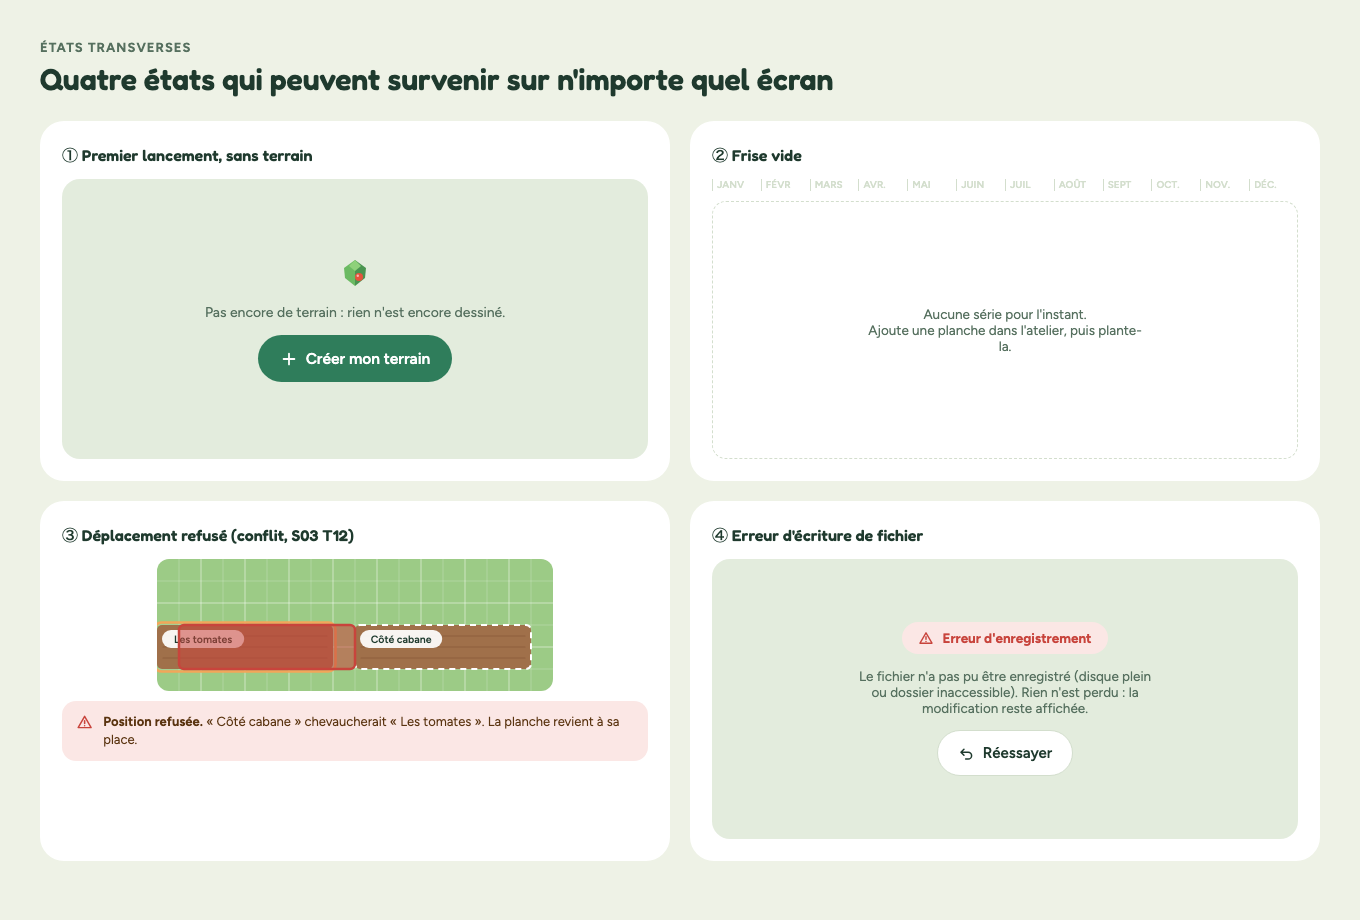 ÉTATS TRANSVERSES
Quatre états qui peuvent survenir sur n'importe quel écran
① Premier lancement, sans terrain
Pas encore de terrain : rien n'est encore dessiné.
Créer mon terrain
② Frise vide
JANV FÉVR MARS AVR. MAI JUIN JUIL AOÛT SEPT OCT. NOV. DÉC.
Aucune série pour l'instant.
Ajoute une planche dans l'atelier, puis plante-
la.
③ Déplacement refusé (conflit, S03 T12)
Les tomates
Côté cabane
Position refusée. « Côté cabane » chevaucherait « Les tomates ». La planche revient à sa
place.
④ Erreur d'écriture de fichier
Erreur d'enregistrement
Le fichier n'a pas pu être enregistré (disque plein
ou dossier inaccessible). Rien n'est perdu : la
modification reste affichée.
Réessayer